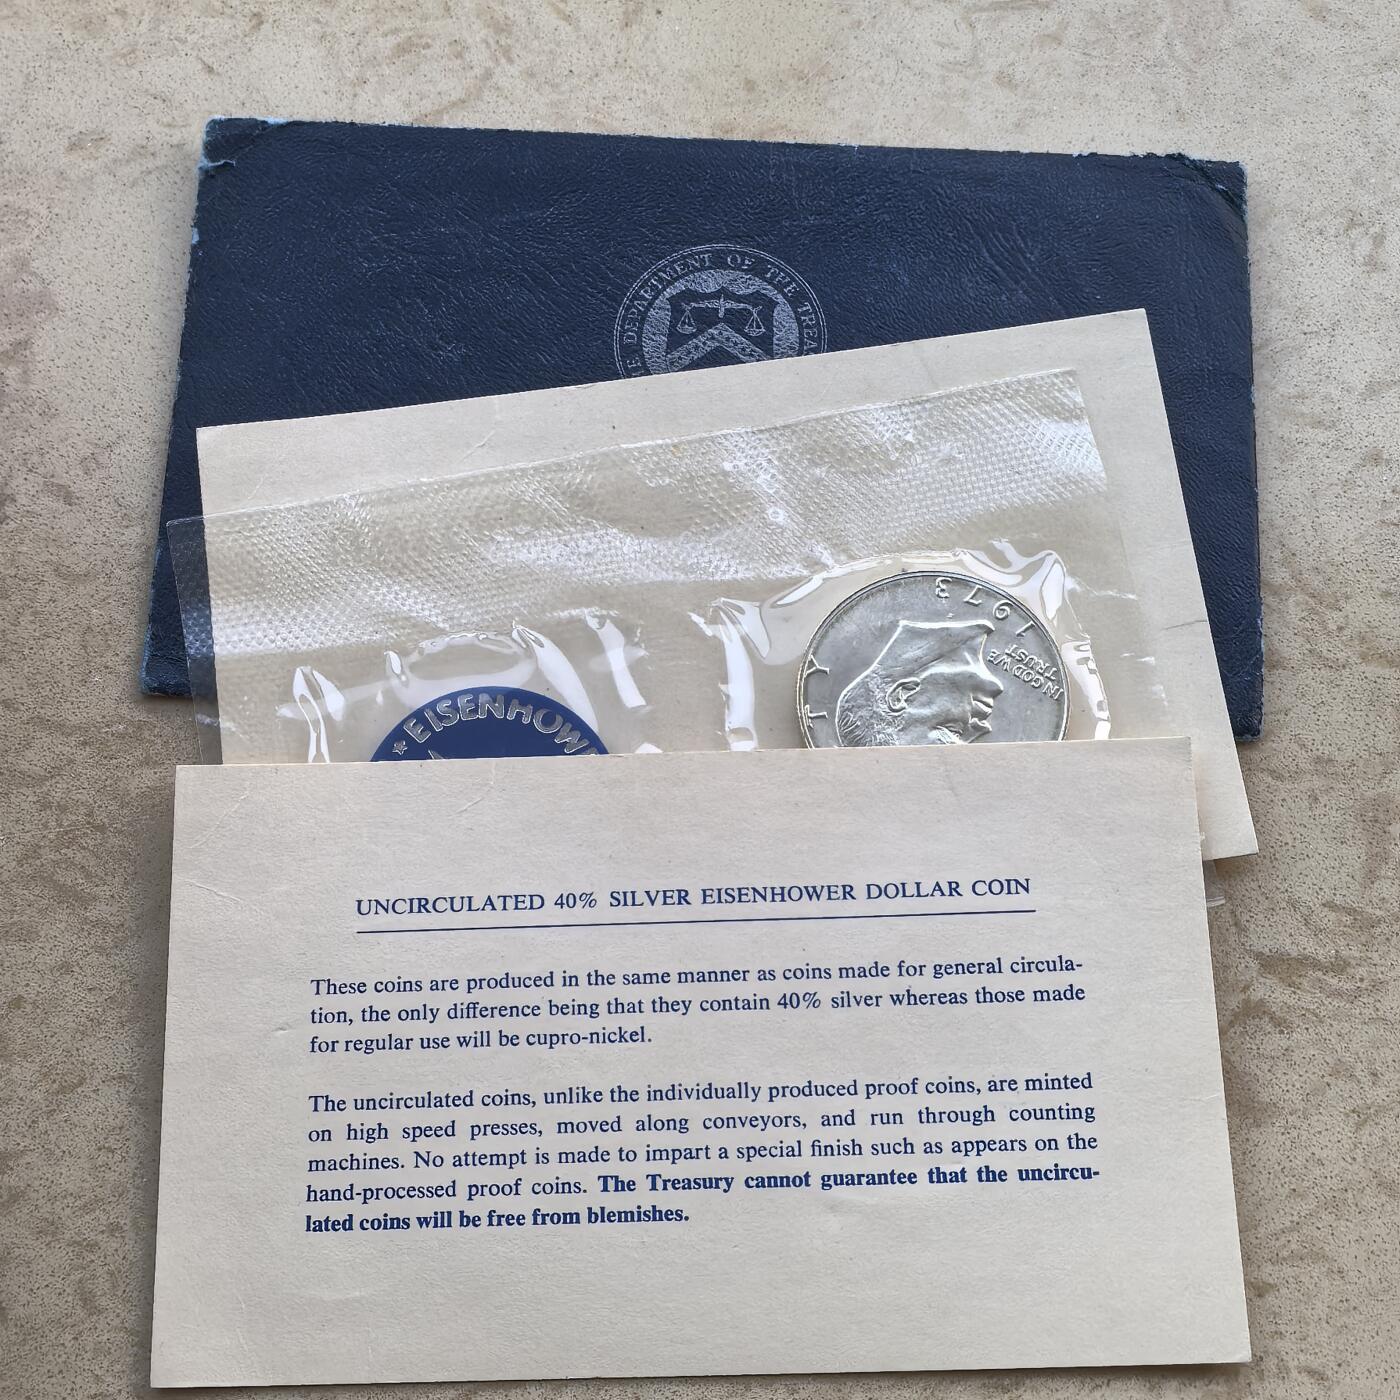 THE DEPARTMENT OF THE TREA
EISENHOW
1973
IN GOD WE
TRUST
TY
UNCIRCULATED 40% SILVER EISENHOWER DOLLAR COIN
These coins are produced in the same manner as coins made for general circula-
tion, the only difference being that they contain 40% silver whereas those made
for regular use will be cupro-nickel.
The uncirculated coins, unlike the individually produced proof coins, are minted
on high speed presses, moved along conveyors, and run through counting
machines. No attempt is made to impart a special finish such as appears on the
hand-processed proof coins. The Treasury cannot guarantee that the uncircu-
lated coins will be free from blemishes.